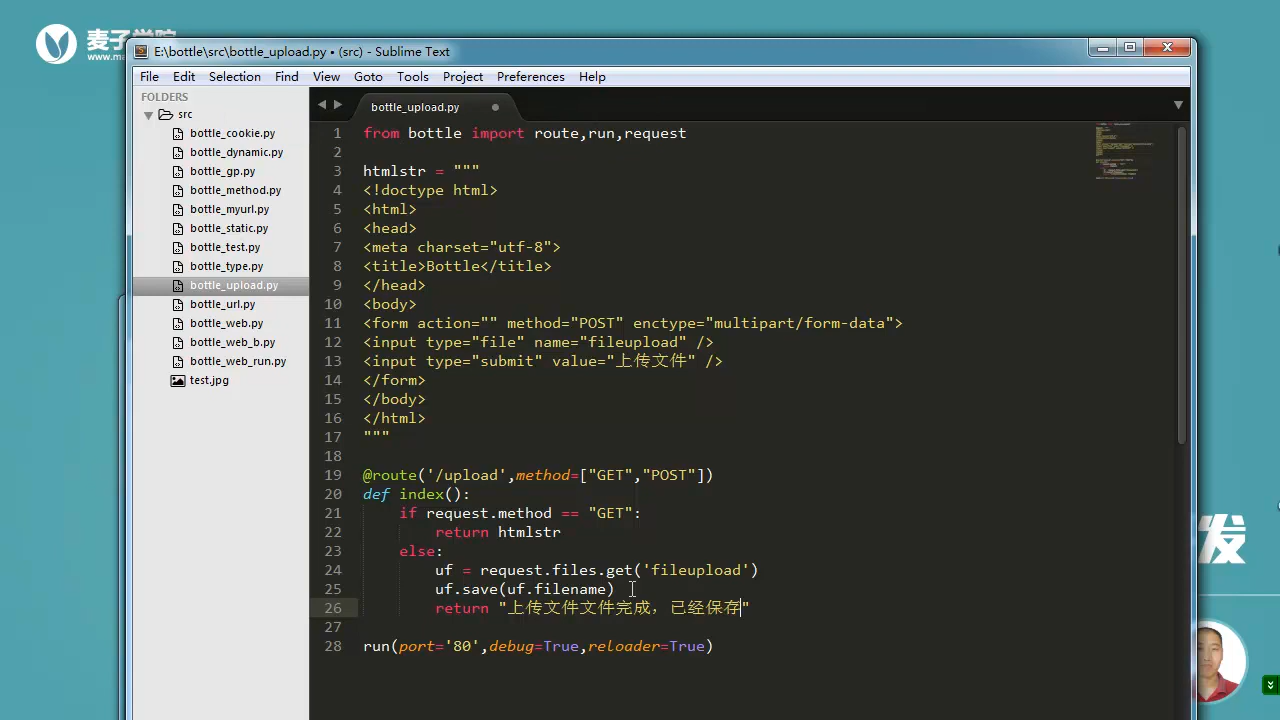 麦子学院
www.ma
E:\bottle\src\bottle_upload.py • (src) - Sublime Text
File Edit Selection Find View Goto Tools Project Preferences Help
FOLDERS
src
bottle_cookie.py
bottle_dynamic.py
bottle_gp.py
bottle_method.py
bottle_myurl.py
bottle_static.py
bottle_test.py
bottle_type.py
bottle_upload.py
bottle_url.py
bottle_web.py
bottle_web_b.py
bottle_web_run.py
test.jpg
bottle_upload.py
1 from bottle import route,run,request
2
3 htmlstr = """
4 <!doctype html>
5 <html>
6 <head>
7 <meta charset="utf-8">
8 <title>Bottle</title>
9 </head>
10 <body>
11 <form action="" method="POST" enctype="multipart/form-data">
12 <input type="file" name="fileupload" />
13 <input type="submit" value="上传文件" />
14 </form>
15 </body>
16 </html>
17 """
18
19 @route('/upload',method=["GET","POST"])
20 def index():
21 if request.method == "GET":
22 return htmlstr
23 else:
24 uf = request.files.get('fileupload')
25 uf.save(uf.filename)
26 return "上传文件文件完成，已经保存"
27
28 run(port='80',debug=True,reloader=True)
发